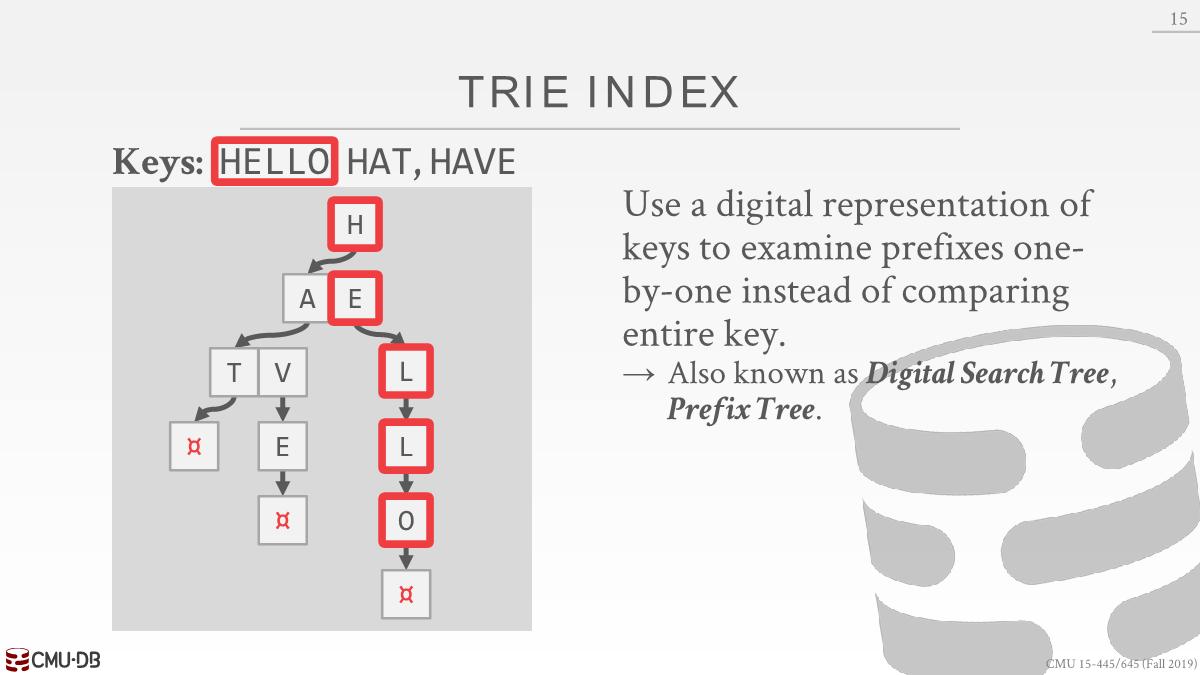 15
TRIE INDEX
Keys: HELLO HAT, HAVE
H
A E
T V L
¤ E L
¤ O
¤
Use a digital representation of
keys to examine prefixes one-
by-one instead of comparing
entire key.
→ Also known as Digital Search Tree,
Prefix Tree.
CMU·DB
CMU 15-445/645 (Fall 2019)